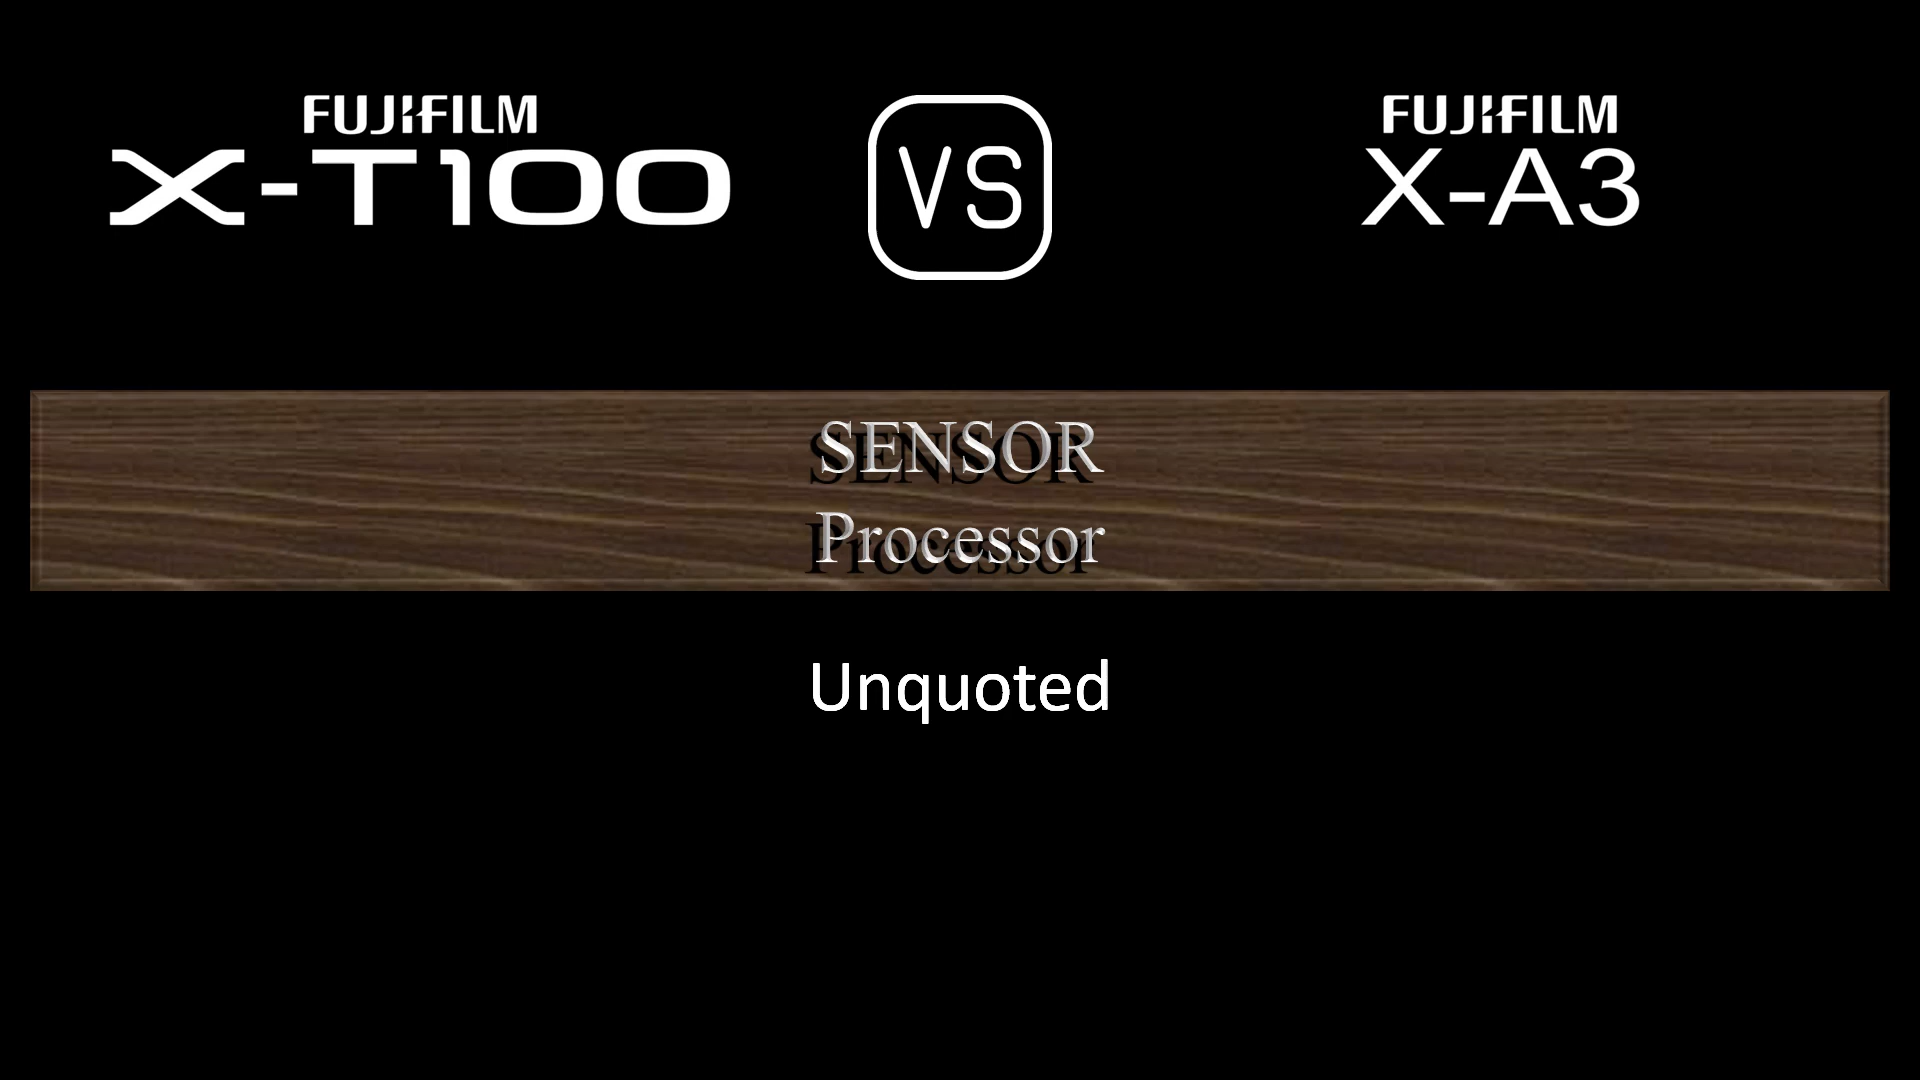 FUJIFILM
X-T100
VS
FUJIFILM
X-A3
SENSOR
Processor
Unquoted